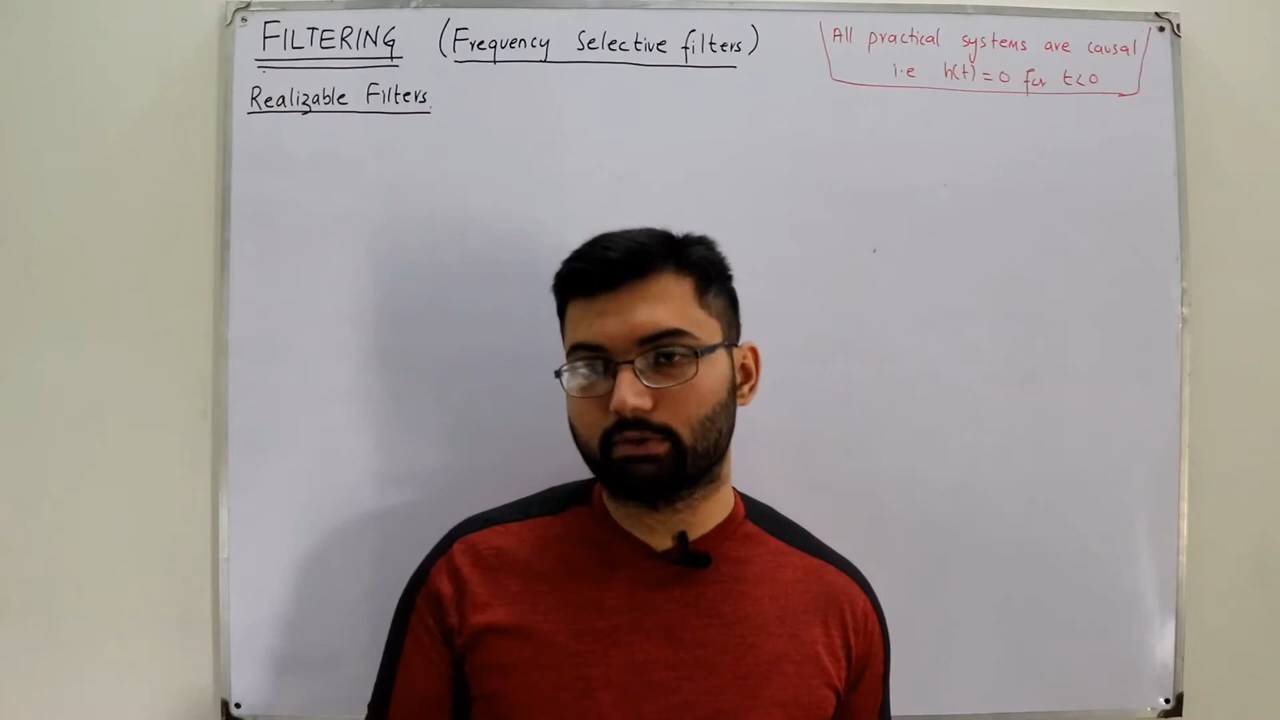 FILTERING (Frequency Selective filters)
Realizable Filters.
All practical systems are causal
i.e h(t) = 0 for t<0